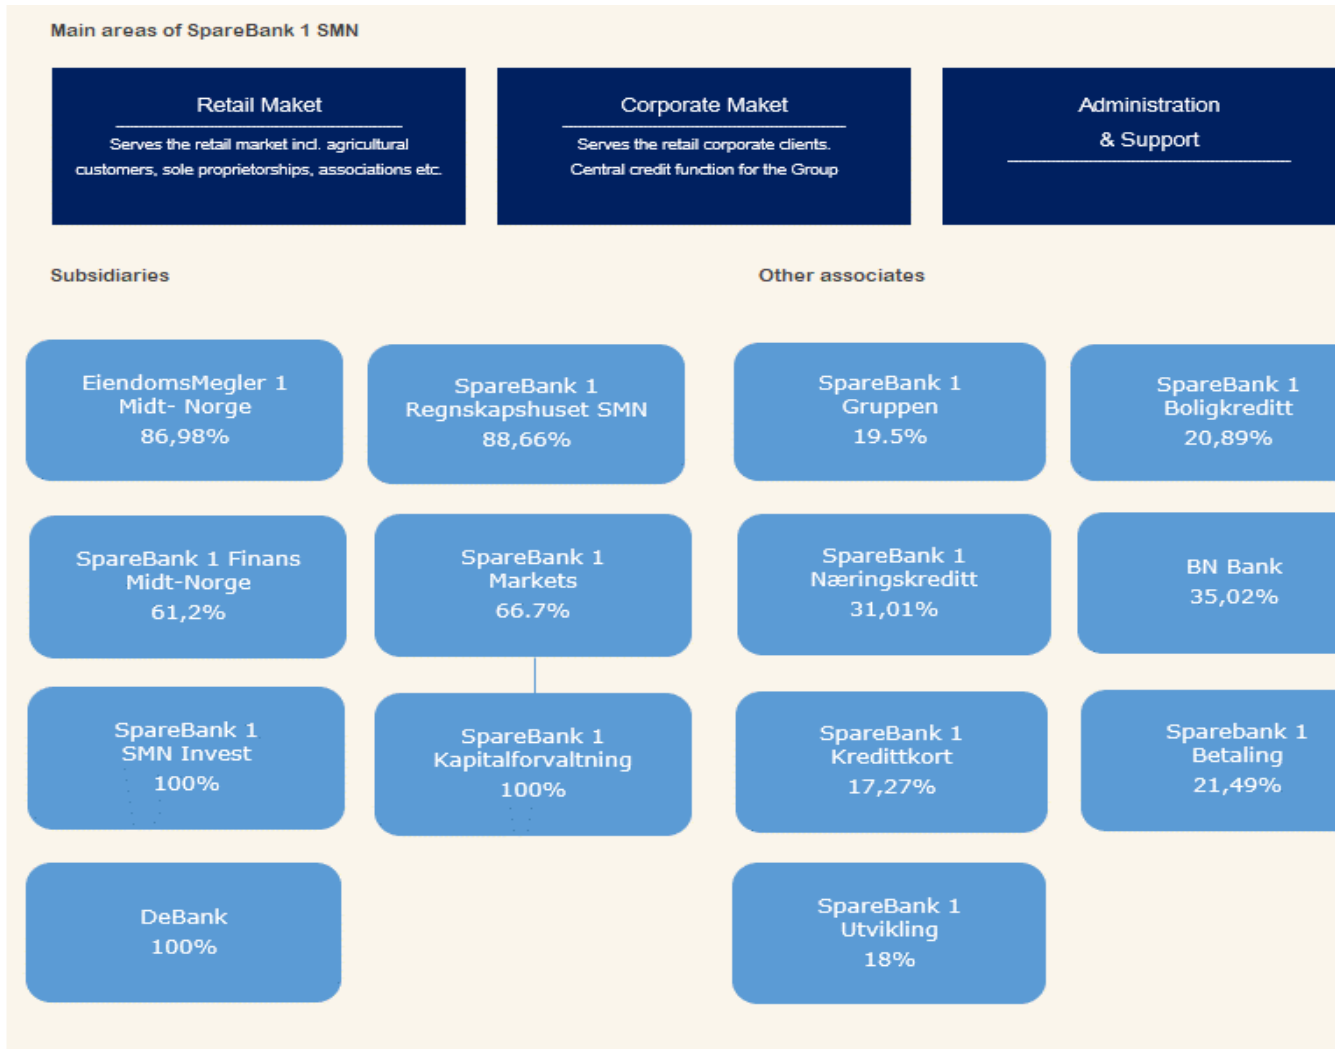 Main areas of SpareBank 1 SMN
Retail Maket
Serves the retail market incl. agricultural
customers, sole proprietorships, associations etc.
Corporate Maket
Serves the retail corporate clients.
Central credit function for the Group
Administration
& Support
Subsidiaries
EiendomsMegler 1
Midt- Norge
86,98%
SpareBank 1
Regnskapshuset SMN
88,66%
SpareBank 1 Finans
Midt-Norge
61,2%
SpareBank 1
Markets
66.7%
SpareBank 1
SMN Invest
100%
SpareBank 1
Kapitalforvaltning
100%
DeBank
100%
Other associates
SpareBank 1
Gruppen
19.5%
SpareBank 1
Boligkreditt
20,89%
SpareBank 1
Næringskreditt
31,01%
BN Bank
35,02%
SpareBank 1
Kredittkort
17,27%
Sparebank 1
Betaling
21,49%
SpareBank 1
Utvikling
18%